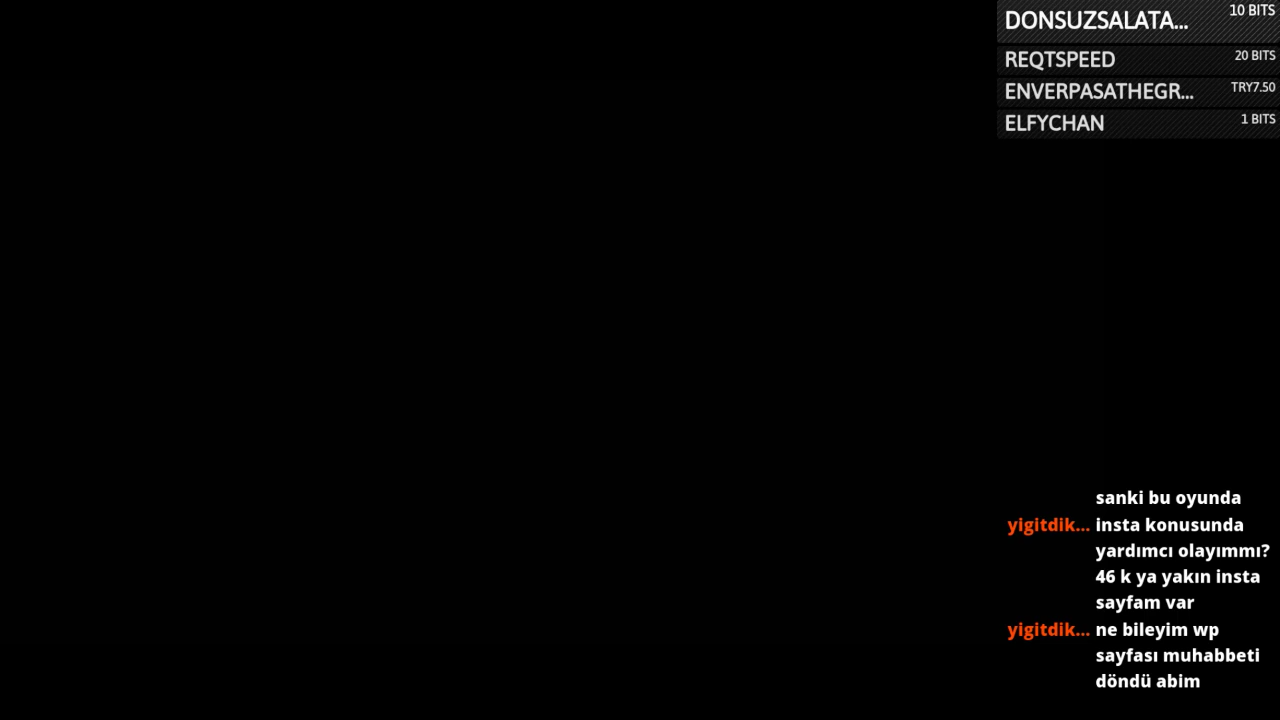 DONSUZSALATA... 10 BITS
REQTSPEED 20 BITS
ENVERPASATHEGR... TRY7.50
ELFYCHAN 1 BITS
sanki bu oyunda
yigitdik... insta konusunda
yardımcı olayımmı?
46 k ya yakın insta
sayfam var
yigitdik... ne bileyim wp
sayfası muhabbeti
döndü abim